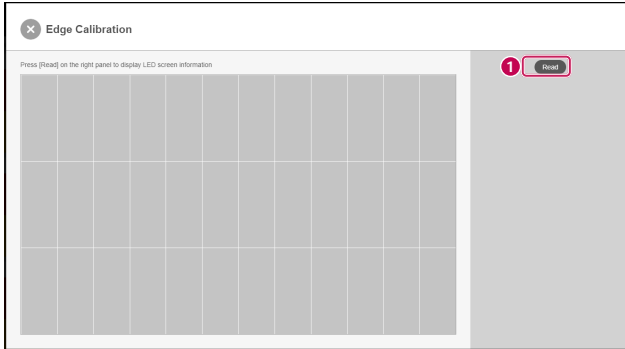 Edge Calibration
Press [Read] on the right panel to display LED screen information
1
Read